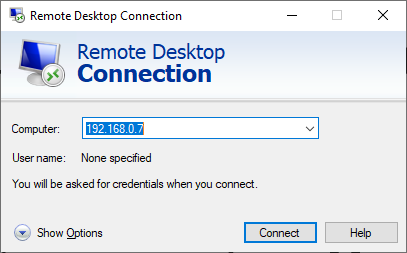 Remote Desktop Connection
Remote Desktop
Connection
Computer: 192.168.0.7
User name: None specified
You will be asked for credentials when you connect.
Show Options Connect Help